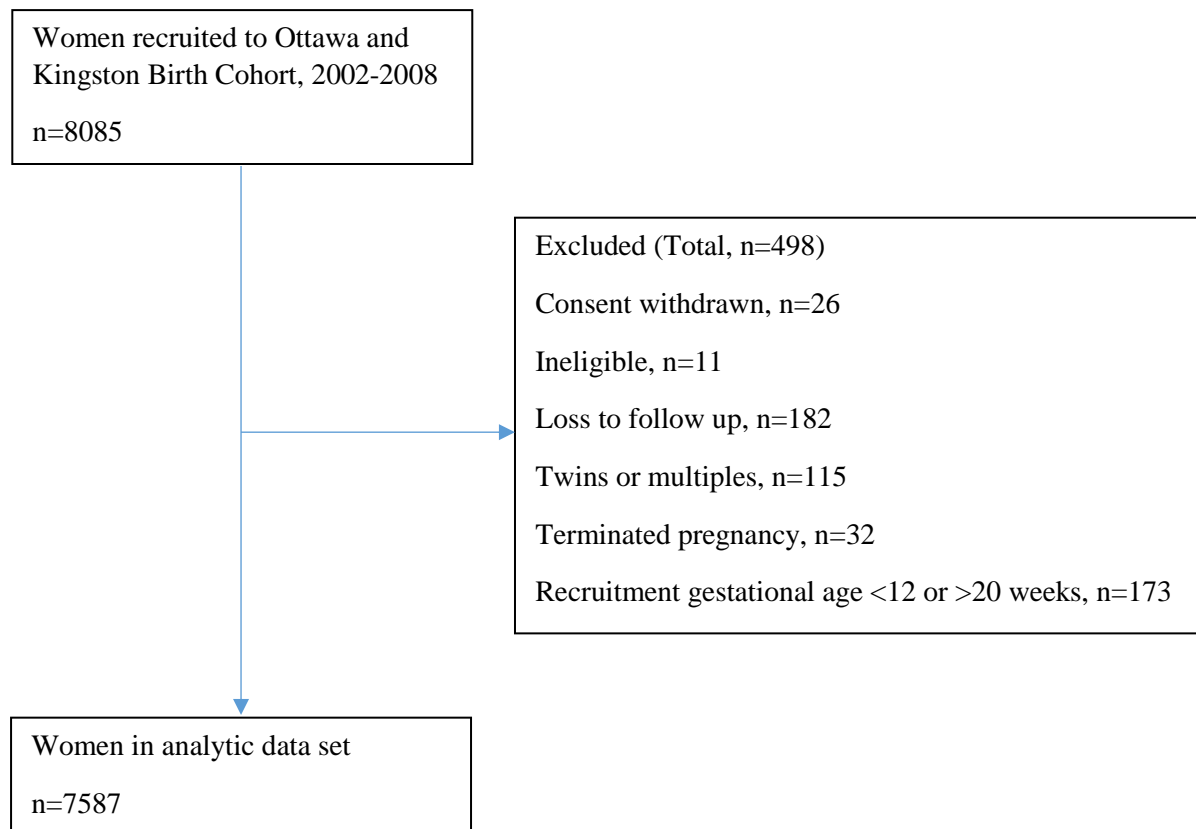 Women recruited to Ottawa and
Kingston Birth Cohort, 2002-2008
n=8085
Excluded (Total, n=498)
Consent withdrawn, n=26
Ineligible, n=11
Loss to follow up, n=182
Twins or multiples, n=115
Terminated pregnancy, n=32
Recruitment gestational age <12 or >20 weeks, n=173
Women in analytic data set
n=7587